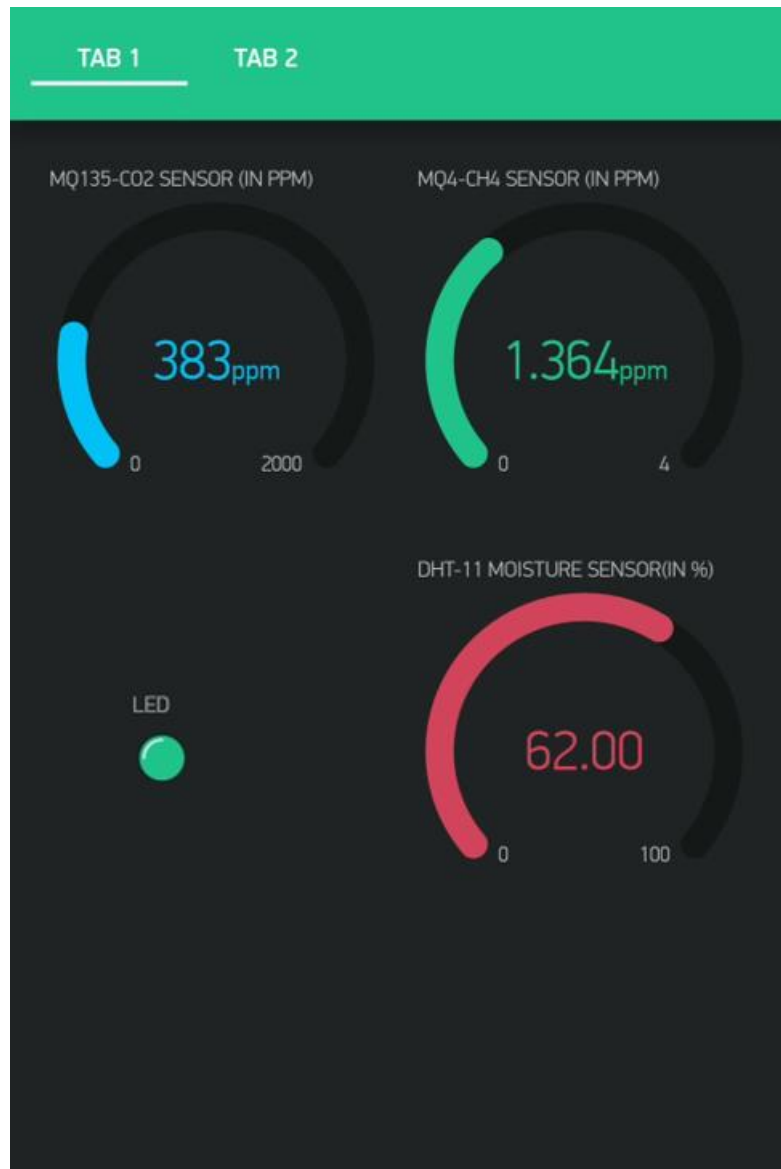 TAB 1 TAB 2
MQ135-CO2 SENSOR (IN PPM)
383ppm
0 2000
MQ4-CH4 SENSOR (IN PPM)
1.364ppm
0 4
LED
DHT-11 MOISTURE SENSOR(IN %)
62.00
0 100